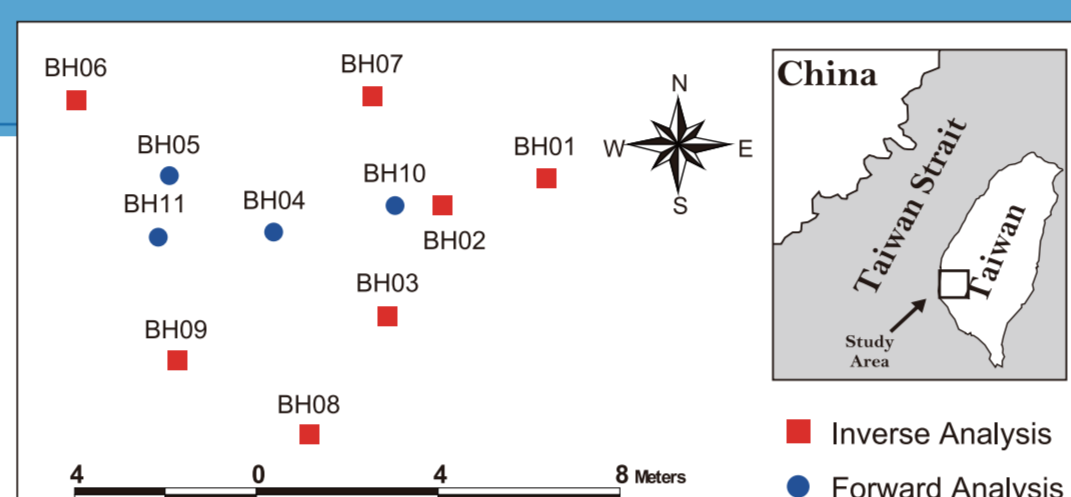 BH06
BH07
BH05
BH01
BH11
BH04
BH10
BH02
BH03
BH09
BH08
N
W
E
S
China
Taiwan Strait
Taiwan
Study
Area
4 0 4 8 Meters
Inverse Analysis
Forward Analysis